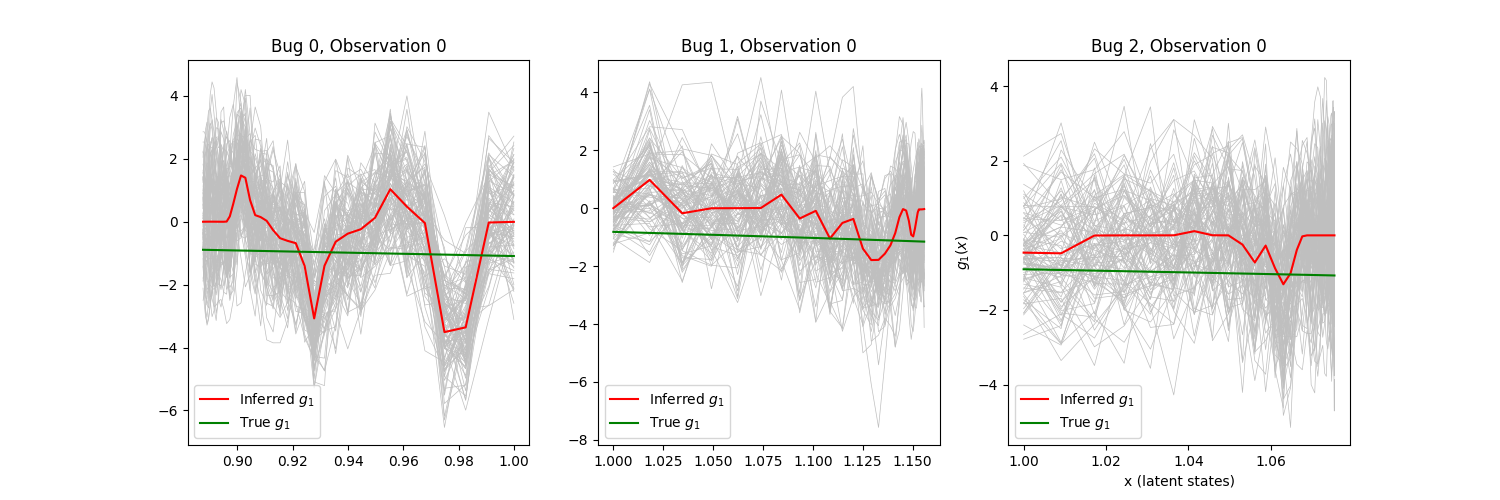 Bug 0, Observation 0
4
2
0
−2
−4
−6
Inferred g₁
True g₁
0.90 0.92 0.94 0.96 0.98 1.00
Bug 1, Observation 0
4
2
0
−2
−4
−6
−8
Inferred g₁
True g₁
1.000 1.025 1.050 1.075 1.100 1.125 1.150
Bug 2, Observation 0
g₁(x)
4
2
0
−2
−4
Inferred g₁
True g₁
1.00 1.02 1.04 1.06
x (latent states)